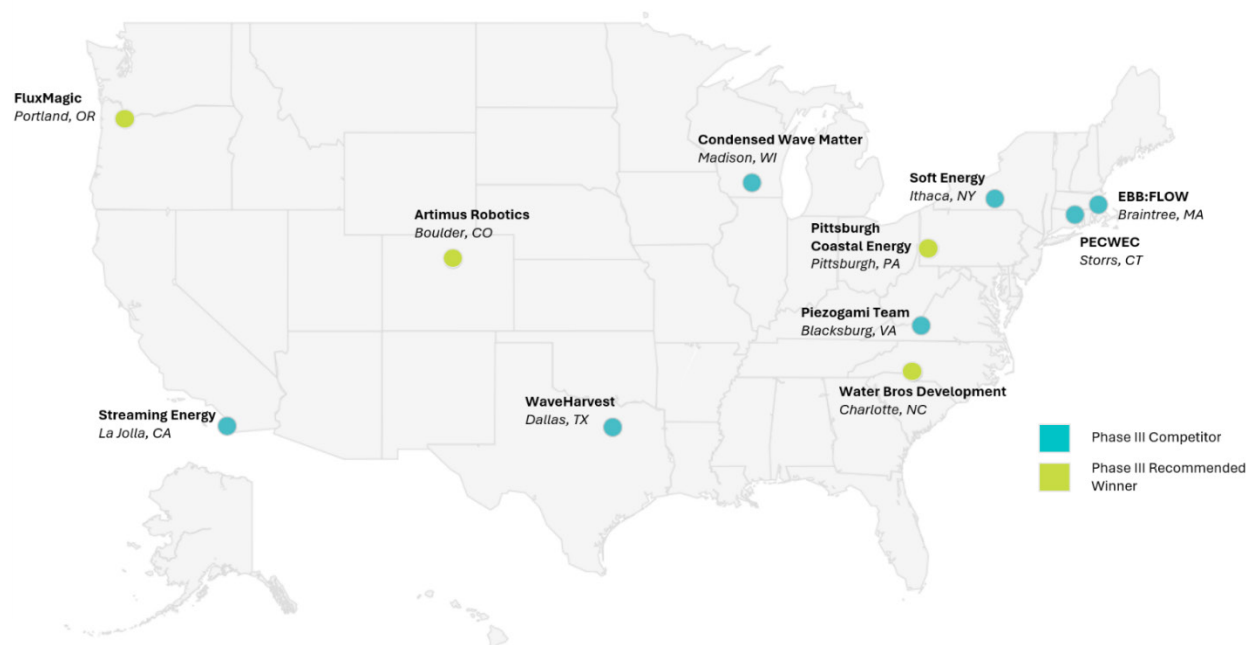 FluxMagic
Portland, OR
Condensed Wave Matter
Madison, WI
Soft Energy
Ithaca, NY
EBB:FLOW
Braintree, MA
PECWEC
Storrs, CT
Artimus Robotics
Boulder, CO
Pittsburgh
Coastal Energy
Pittsburgh, PA
Piezogami Team
Blacksburg, VA
Water Bros Development
Charlotte, NC
Streaming Energy
La Jolla, CA
WaveHarvest
Dallas, TX
Phase III Competitor
Phase III Recommended
Winner